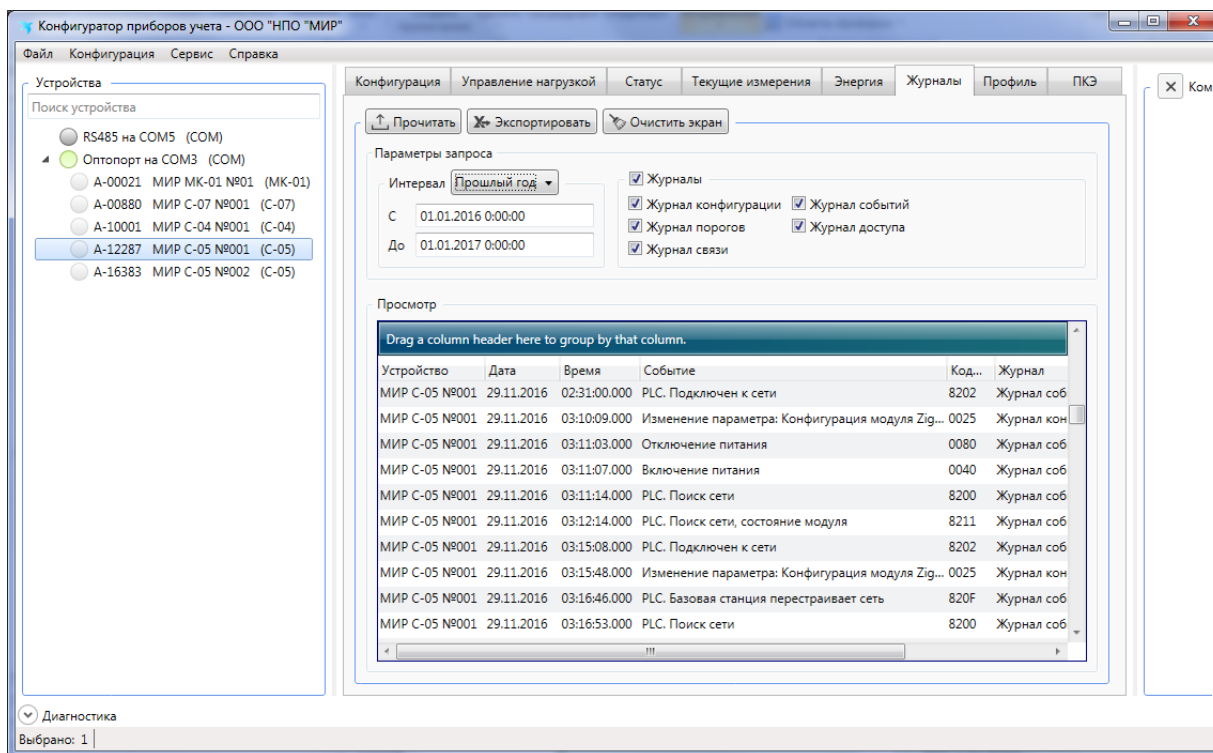 Конфигуратор приборов учета - ООО "НПО "МИР"
Файл Конфигурация Сервис Справка
Устройства
Поиск устройства
RS485 на COM5 (COM)
Оптопорт на COM3 (COM)
A-00021 МИР МК-01 №01 (МК-01)
A-00880 МИР С-07 №001 (С-07)
A-10001 МИР С-04 №001 (С-04)
A-12287 МИР С-05 №001 (С-05)
A-16383 МИР С-05 №002 (С-05)
Конфигурация Управление нагрузкой Статус Текущие измерения Энергия Журналы Профиль ПКЭ
Прочитать Экспортировать Очистить экран
Параметры запроса
Интервал Прошлый год
С 01.01.2016 0:00:00
До 01.01.2017 0:00:00
Журналы
Журнал конфигурации Журнал событий
Журнал порогов Журнал доступа
Журнал связи
Просмотр
Drag a column header here to group by that column.
Устройство Дата Время Событие Код... Журнал
МИР С-05 №001 29.11.2016 02:31:00.000 PLC. Подключен к сети 8202 Журнал соб
МИР С-05 №001 29.11.2016 03:10:09.000 Изменение параметра: Конфигурация модуля Zig... 0025 Журнал кон
МИР С-05 №001 29.11.2016 03:11:03.000 Отключение питания 0080 Журнал соб
МИР С-05 №001 29.11.2016 03:11:07.000 Включение питания 0040 Журнал соб
МИР С-05 №001 29.11.2016 03:11:14.000 PLC. Поиск сети 8200 Журнал соб
МИР С-05 №001 29.11.2016 03:12:14.000 PLC. Поиск сети, состояние модуля 8211 Журнал соб
МИР С-05 №001 29.11.2016 03:15:08.000 PLC. Подключен к сети 8202 Журнал соб
МИР С-05 №001 29.11.2016 03:15:48.000 Изменение параметра: Конфигурация модуля Zig... 0025 Журнал кон
МИР С-05 №001 29.11.2016 03:16:46.000 PLC. Базовая станция перестраивает сеть 820F Журнал соб
МИР С-05 №001 29.11.2016 03:16:53.000 PLC. Поиск сети 8200 Журнал соб
Ком
Диагностика
Выбрано: 1